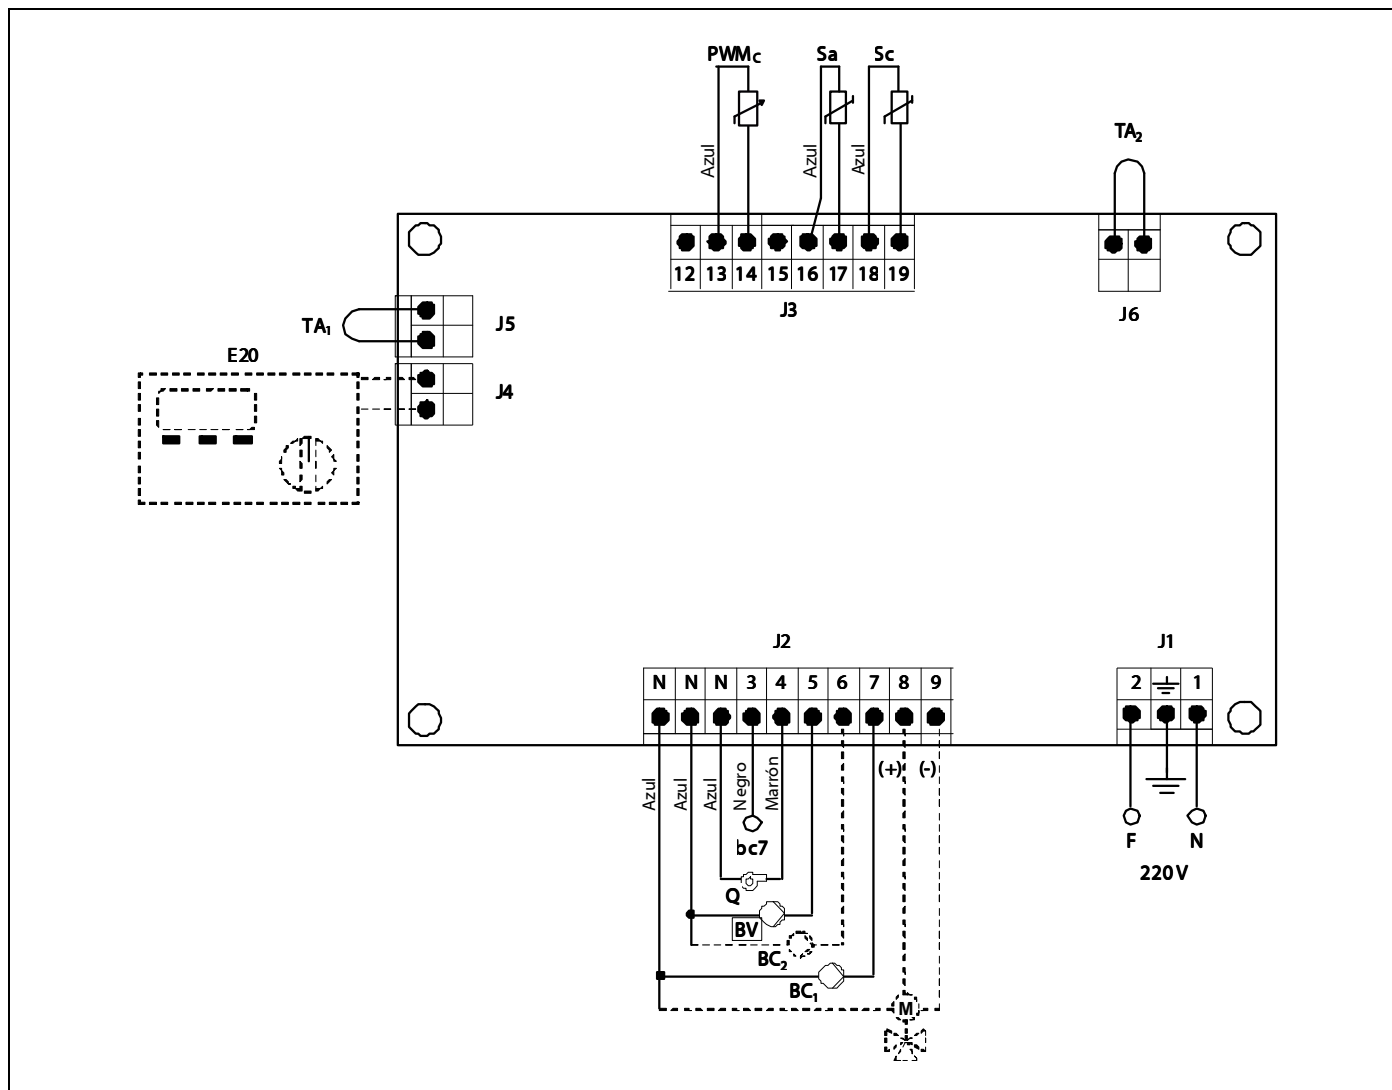 PWMc Sa Sc
TA₂
Azul Azul Azul
12 13 14 15 16 17 18 19
J3
J6
TA₁
J5
E20
J4
J2 J1
N N N 3 4 5 6 7 8 9
2 1
Azul Azul Azul Negro Marrón (+) (-)
bc7
F N
220 V
Q
BV
BC₂
BC₁
M